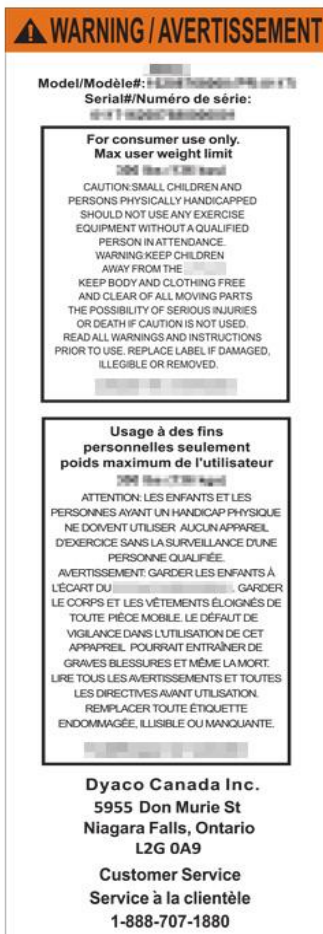 WARNING / AVERTISSEMENT
Model/Modèle#:
Serial#/Numéro de série:
For consumer use only.
Max user weight limit
CAUTION:SMALL CHILDREN AND
PERSONS PHYSICALLY HANDICAPPED
SHOULD NOT USE ANY EXERCISE
EQUIPMENT WITHOUT A QUALIFIED
PERSON IN ATTENDANCE.
WARNING:KEEP CHILDREN
AWAY FROM THE
KEEP BODY AND CLOTHING FREE
AND CLEAR OF ALL MOVING PARTS
THE POSSIBILITY OF SERIOUS INJURIES
OR DEATH IF CAUTION IS NOT USED.
READ ALL WARNINGS AND INSTRUCTIONS
PRIOR TO USE. REPLACE LABEL IF DAMAGED,
ILLEGIBLE OR REMOVED.
Usage à des fins
personnelles seulement
poids maximum de l'utilisateur
ATTENTION: LES ENFANTS ET LES
PERSONNES AYANT UN HANDICAP PHYSIQUE
NE DOIVENT UTILISER AUCUN APPAREIL
D'EXERCICE SANS LA SURVEILLANCE D'UNE
PERSONNE QUALIFIÉE.
AVERTISSEMENT: GARDER LES ENFANTS À
L'ÉCART DU . GARDER
LE CORPS ET LES VÊTEMENTS ÉLOIGNÉS DE
TOUTE PIÈCE MOBILE. LE DÉFAUT DE
VIGILANCE DANS L'UTILISATION DE CET
APPAPREIL POURRAIT ENTRAÎNER DE
GRAVES BLESSURES ET MÊME LA MORT.
LIRE TOUS LES AVERTISSEMENTS ET TOUTES
LES DIRECTIVES AVANT UTILISATION.
REMPLACER TOUTE ÉTIQUETTE
ENDOMMAGÉE, ILLISIBLE OU MANQUANTE.
Dyaco Canada Inc.
5955 Don Murie St
Niagara Falls, Ontario
L2G 0A9
Customer Service
Service à la clientèle
1-888-707-1880